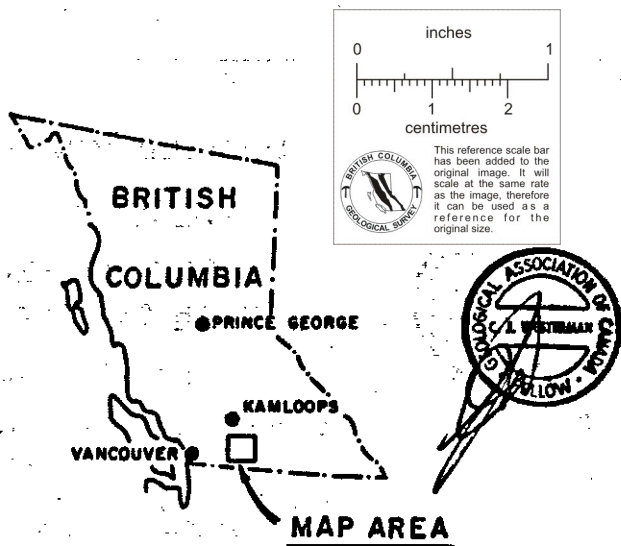 inches
0 1
0 1 2
centimetres
This reference scale bar
has been added to the
original image. It will
scale at the same rate
as the image, therefore
it can be used as a
reference for the
original size.
BRITISH COLUMBIA
GEOLOGICAL SURVEY
BRITISH
COLUMBIA
PRINCE GEORGE
KAMLOOPS
VANCOUVER
MAP AREA
GEOLOGICAL ASSOCIATION OF CANADA
C. J. WESTERMAN
FELLOW